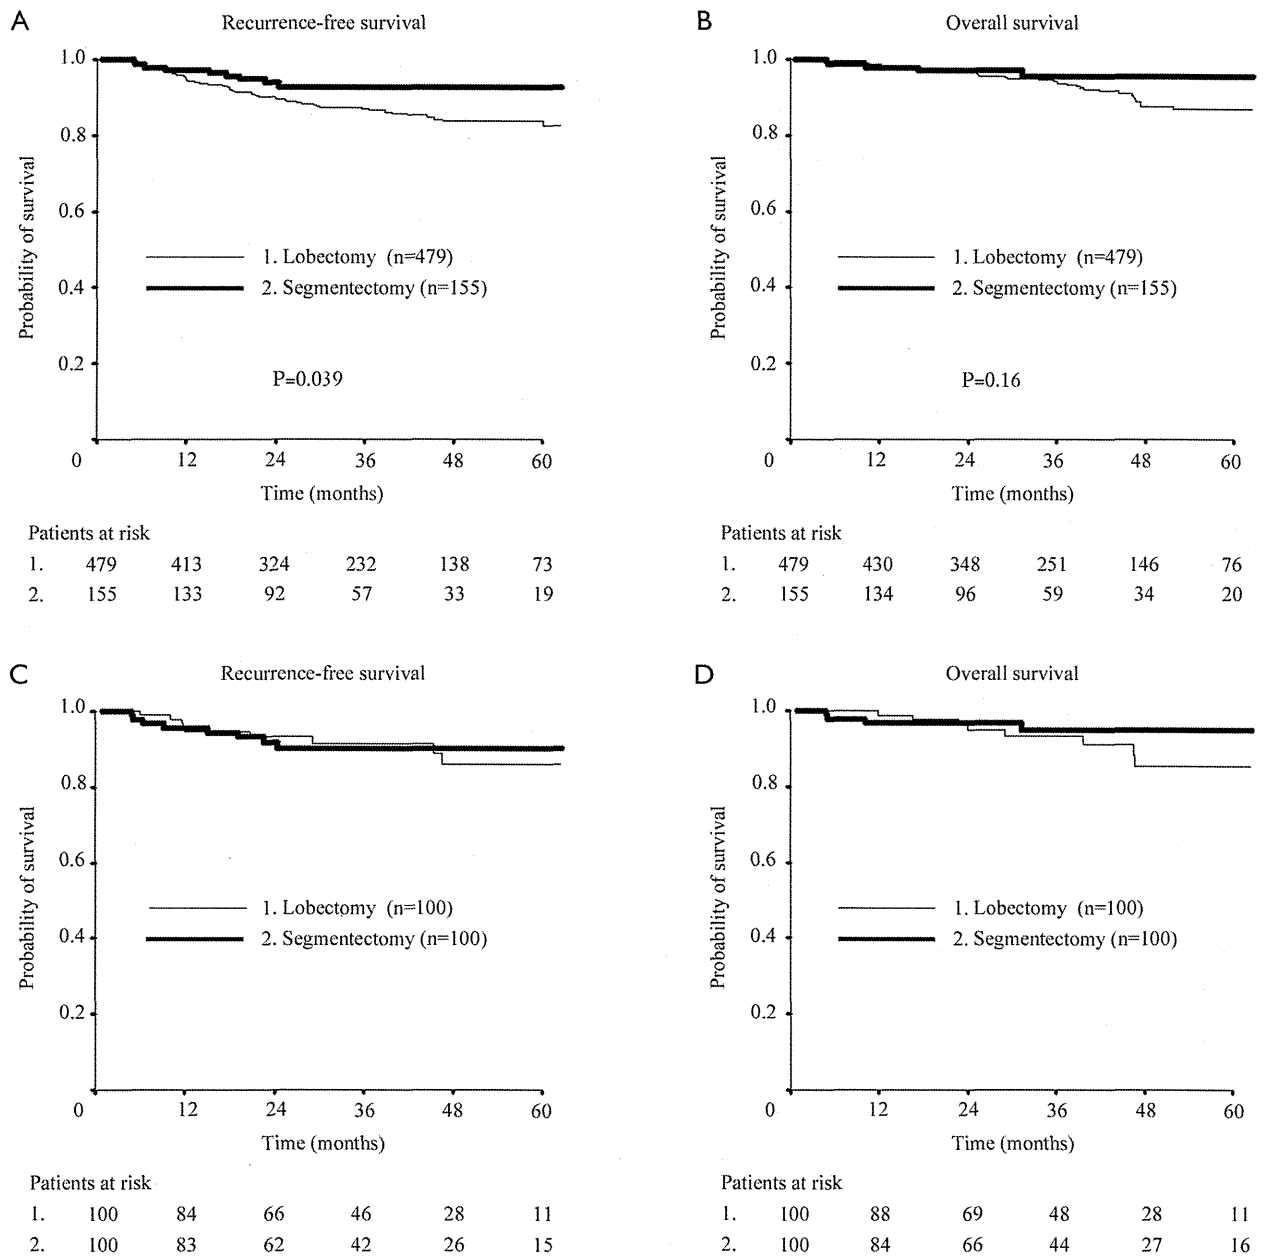 A
Recurrence-free survival
1.0
0.8
0.6
0.4
0.2
0
Probability of survival
1. Lobectomy (n=479)
2. Segmentectomy (n=155)
P=0.039
12 24 36 48 60
Time (months)
Patients at risk
1. 479 413 324 232 138 73
2. 155 133 92 57 33 19
B
Overall survival
1.0
0.8
0.6
0.4
0.2
0
Probability of survival
1. Lobectomy (n=479)
2. Segmentectomy (n=155)
P=0.16
12 24 36 48 60
Time (months)
Patients at risk
1. 479 430 348 251 146 76
2. 155 134 96 59 34 20
C
Recurrence-free survival
1.0
0.8
0.6
0.4
0.2
0
Probability of survival
1. Lobectomy (n=100)
2. Segmentectomy (n=100)
12 24 36 48 60
Time (months)
Patients at risk
1. 100 84 66 46 28 11
2. 100 83 62 42 26 15
D
Overall survival
1.0
0.8
0.6
0.4
0.2
0
Probability of survival
1. Lobectomy (n=100)
2. Segmentectomy (n=100)
12 24 36 48 60
Time (months)
Patients at risk
1. 100 88 69 48 28 11
2. 100 84 66 44 27 16